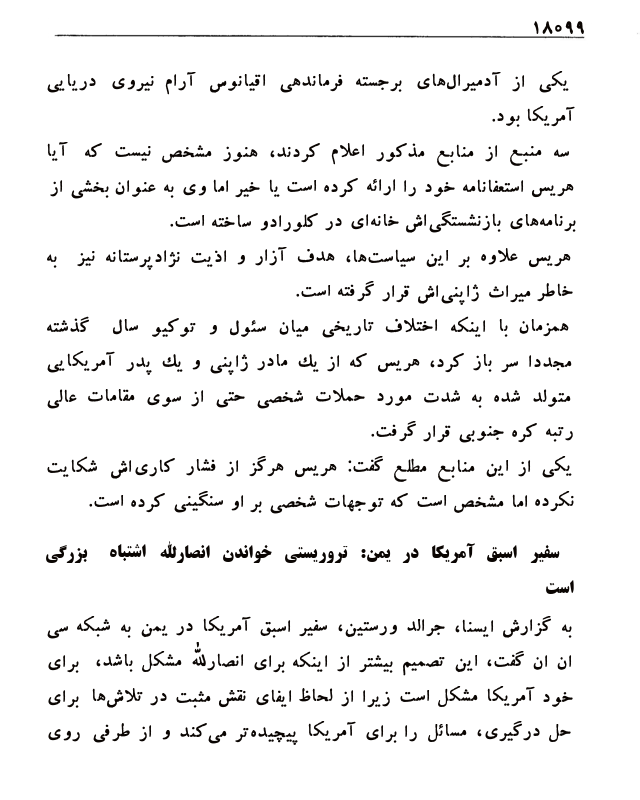 ۱۸۰۹۹
یکی از آدمیرال‌های برجسته فرماندهی اقیانوس آرام نیروی دریایی
آمریکا بود.
سه منبع از منابع مذکور اعلام کردند، هنوز مشخص نیست که آیا
هریس استعفانامه خود را ارائه کرده است یا خیر اما وی به عنوان بخشی از
برنامه‌های بازنشستگی‌اش خانه‌ای در کلورادو ساخته است.
هریس علاوه بر این سیاست‌ها، هدف آزار و اذیت نژادپرستانه نیز به
خاطر میراث ژاپنی‌اش قرار گرفته است.
همزمان با اینکه اختلاف تاریخی میان سئول و توکیو سال گذشته
مجددا سر باز کرد، هریس که از یك مادر ژاپنی و یك پدر آمریکایی
متولد شده به شدت مورد حملات شخصی حتی از سوی مقامات عالی
رتبه کره جنوبی قرار گرفت.
یکی از این منابع مطلع گفت: هریس هرگز از فشار کاری‌اش شکایت
نکرده اما مشخص است که توجهات شخصی بر او سنگینی کرده است.
سفیر اسبق آمریکا در یمن: تروریستی خواندن انصارلله اشتباه بزرگی
است
به گزارش ایسنا، جرالد ورستین، سفیر اسبق آمریکا در یمن به شبکه سی
ان ان گفت، این تصمیم بیشتر از اینکه برای انصارلله مشکل باشد، برای
خود آمریکا مشکل است زیرا از لحاظ ایفای نقش مثبت در تلاش‌ها برای
حل درگیری، مسائل را برای آمریکا پیچیده‌تر می‌کند و از طرفی روی